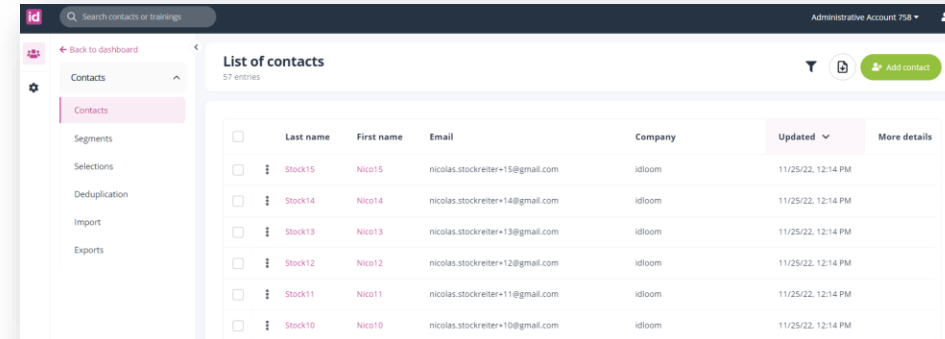 id
Search contacts or trainings
Administrative Account 758
Back to dashboard
Contacts
Contacts
Segments
Selections
Deduplication
Import
Exports
List of contacts
57 entries
Add contact
Last name First name Email Company Updated More details
Stock15 Nico15 nicolas.stockreiter+15@gmail.com idloom 11/25/22, 12:14 PM
Stock14 Nico14 nicolas.stockreiter+14@gmail.com idloom 11/25/22, 12:14 PM
Stock13 Nico13 nicolas.stockreiter+13@gmail.com idloom 11/25/22, 12:14 PM
Stock12 Nico12 nicolas.stockreiter+12@gmail.com idloom 11/25/22, 12:14 PM
Stock11 Nico11 nicolas.stockreiter+11@gmail.com idloom 11/25/22, 12:14 PM
Stock10 Nico10 nicolas.stockreiter+10@gmail.com idloom 11/25/22, 12:14 PM